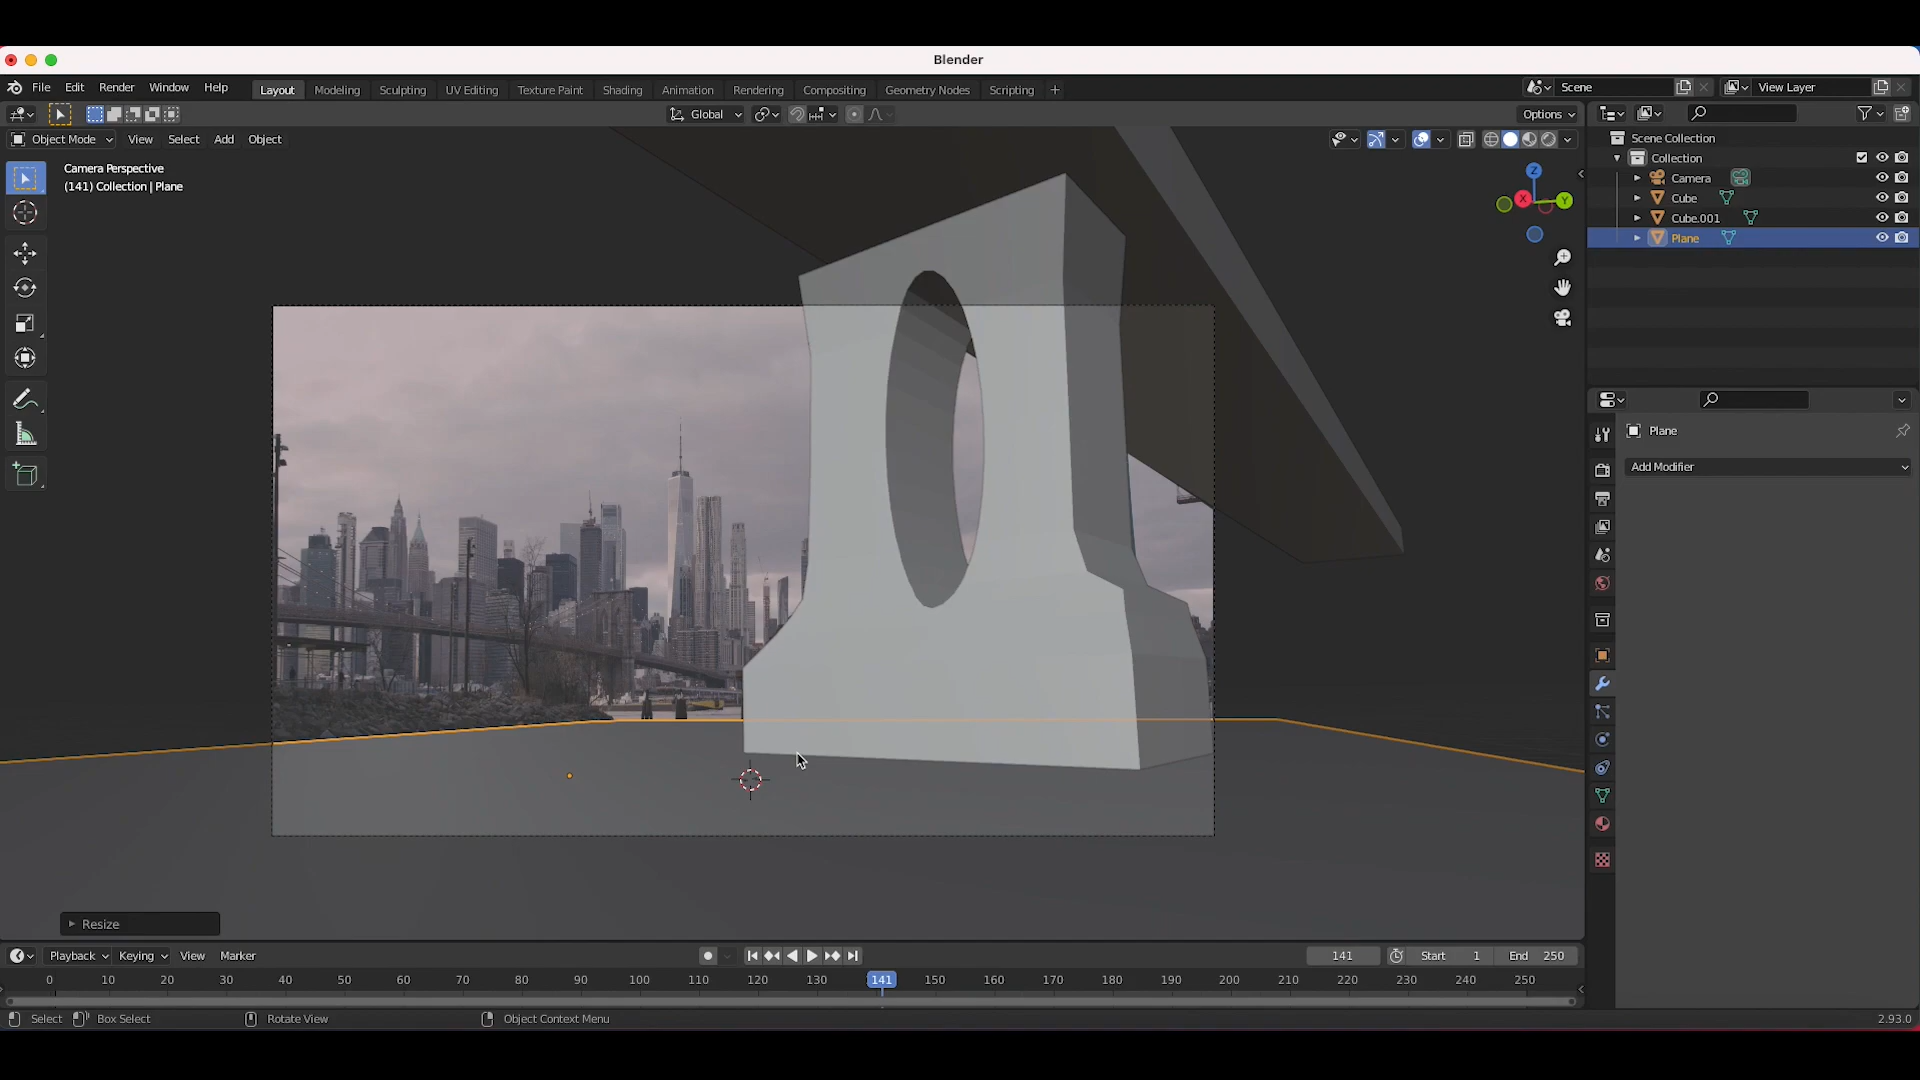 Blender
File Edit Render Window Help Layout Modeling Sculpting UV Editing Texture Paint Shading Animation Rendering Compositing Geometry Nodes Scripting + Scene View Layer
Global Options
Object Mode View Select Add Object
Camera Perspective
(141) Collection | Plane
Z
X
Y
Scene Collection
Collection
Camera
Cube
Cube.001
Plane
Plane
Add Modifier
Resize
Playback Keying View Marker 141 Start 1 End 250
0 10 20 30 40 50 60 70 80 90 100 110 120 130 141 150 160 170 180 190 200 210 220 230 240 250
Select Box Select Rotate View Object Context Menu 2.93.0